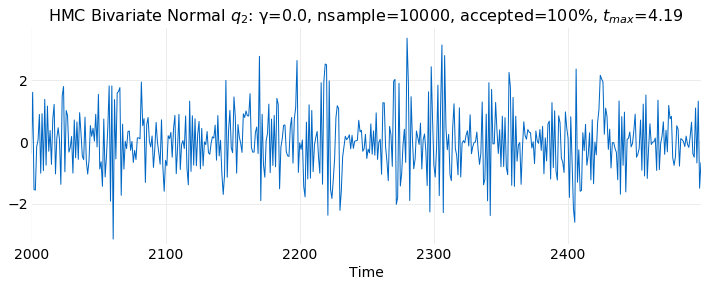 HMC Bivariate Normal q₂: γ=0.0, nsample=10000, accepted=100%, tₘₐₓ=4.19
2
0
−2
2000 2100 2200 2300 2400
Time